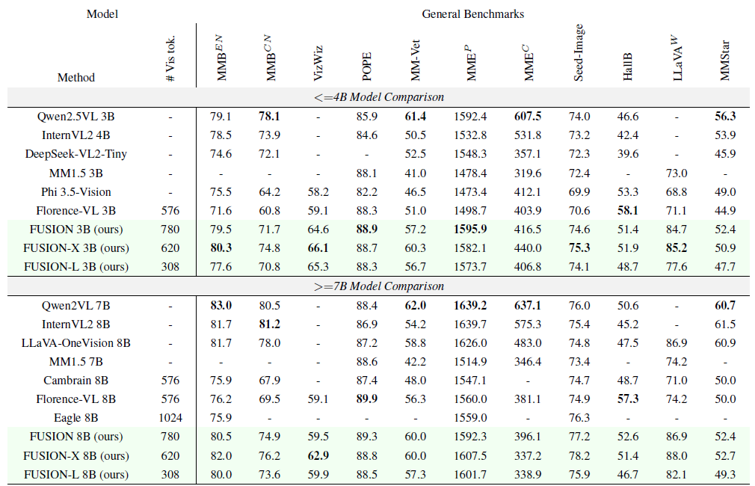 Model General Benchmarks
Method # Vis tok. MMB^EN MMB^CN VizWiz POPE MM-Vet MME^P MME^C Seed-Image HallB LLaVA^W MMStar
<=4B Model Comparison
Qwen2.5VL 3B - 79.1 78.1 - 85.9 61.4 1592.4 607.5 74.0 46.6 - 56.3
InternVL2 4B - 78.5 73.9 - 84.6 50.5 1532.8 531.8 73.2 42.4 - 53.9
DeepSeek-VL2-Tiny - 74.6 72.1 - - 52.5 1548.3 357.1 72.3 39.6 - 45.9
MM1.5 3B - - - - 88.1 41.0 1478.4 319.6 72.4 - 73.0 -
Phi 3.5-Vision - 75.5 64.2 58.2 82.2 46.5 1473.4 412.1 69.9 53.3 68.8 49.0
Florence-VL 3B 576 71.6 60.8 59.1 88.3 51.0 1498.7 403.9 70.6 58.1 71.1 44.9
FUSION 3B (ours) 780 79.5 71.7 64.6 88.9 57.2 1595.9 416.5 74.6 51.4 84.7 52.4
FUSION-X 3B (ours) 620 80.3 74.8 66.1 88.7 60.3 1582.1 440.0 75.3 51.9 85.2 50.9
FUSION-L 3B (ours) 308 77.6 70.8 65.3 88.3 56.7 1573.7 406.8 74.1 48.7 77.6 47.7
>=7B Model Comparison
Qwen2VL 7B - 83.0 80.5 - 88.4 62.0 1639.2 637.1 76.0 50.6 - 60.7
InternVL2 8B - 81.7 81.2 - 86.9 54.2 1639.7 575.3 75.4 45.2 - 61.5
LLaVA-OneVision 8B - 81.7 78.0 - 87.2 58.8 1626.0 483.0 74.8 47.5 86.9 60.9
MM1.5 7B - - - - 88.6 42.2 1514.9 346.4 73.4 - 74.2 -
Cambrain 8B 576 75.9 67.9 - 87.4 48.0 1547.1 - 74.7 48.7 71.0 50.0
Florence-VL 8B 576 76.2 69.5 59.1 89.9 56.3 1560.0 381.1 74.9 57.3 74.2 50.0
Eagle 8B 1024 75.9 - - - - 1559.0 - 76.3 - - -
FUSION 8B (ours) 780 80.5 74.9 59.5 89.3 60.0 1592.3 396.1 77.2 52.6 86.9 52.4
FUSION-X 8B (ours) 620 82.0 76.2 62.9 88.8 60.0 1607.5 337.2 78.2 51.4 88.0 52.7
FUSION-L 8B (ours) 308 80.0 73.6 59.9 88.5 57.3 1601.7 338.9 75.9 46.7 82.1 49.3